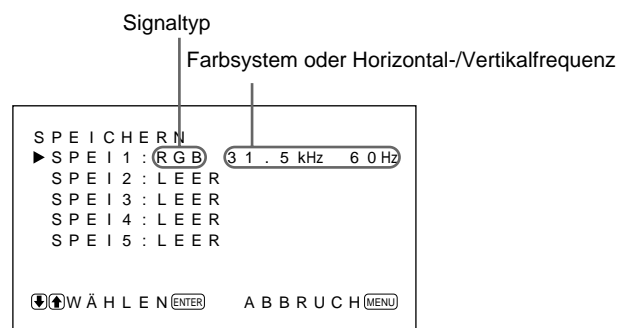 Signaltyp
Farbsystem oder Horizontal-/Vertikalfrequenz
SPEICHERN
▶SPEI1:RGB 31.5kHz 60Hz
SPEI2:LEER
SPEI3:LEER
SPEI4:LEER
SPEI5:LEER
WÄHLEN ENTER ABBRUCH MENU